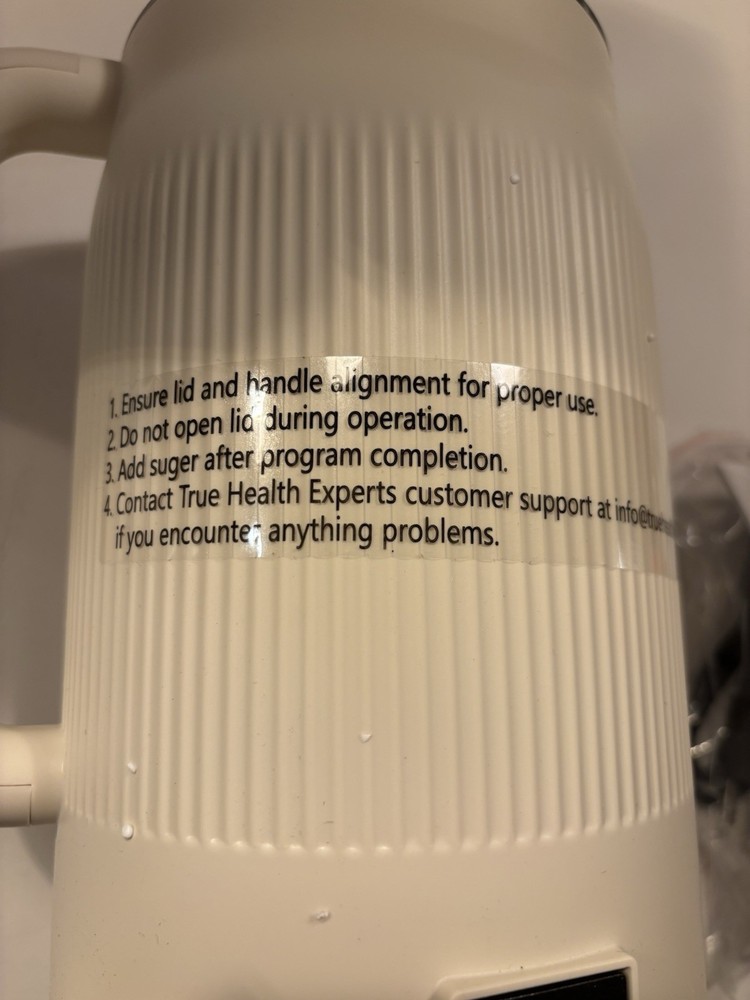 1. Ensure lid and handle alignment for proper use.
2. Do not open lid during operation.
3. Add suger after program completion.
4. Contact True Health Experts customer support at
if you encounter anything problems.